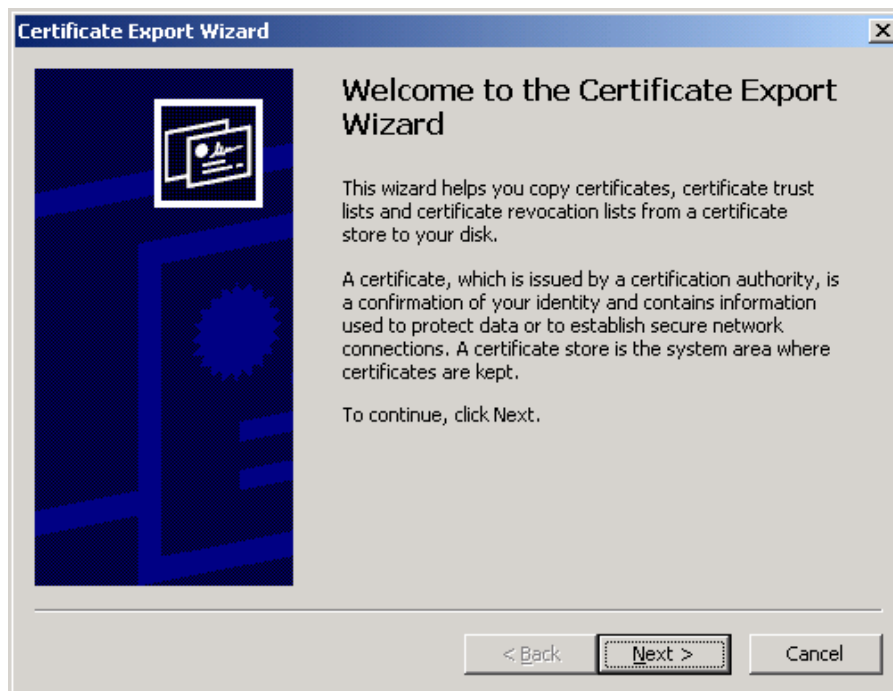 Certificate Export Wizard
Welcome to the Certificate Export
Wizard
This wizard helps you copy certificates, certificate trust
lists and certificate revocation lists from a certificate
store to your disk.
A certificate, which is issued by a certification authority, is
a confirmation of your identity and contains information
used to protect data or to establish secure network
connections. A certificate store is the system area where
certificates are kept.
To continue, click Next.
< Back Next > Cancel